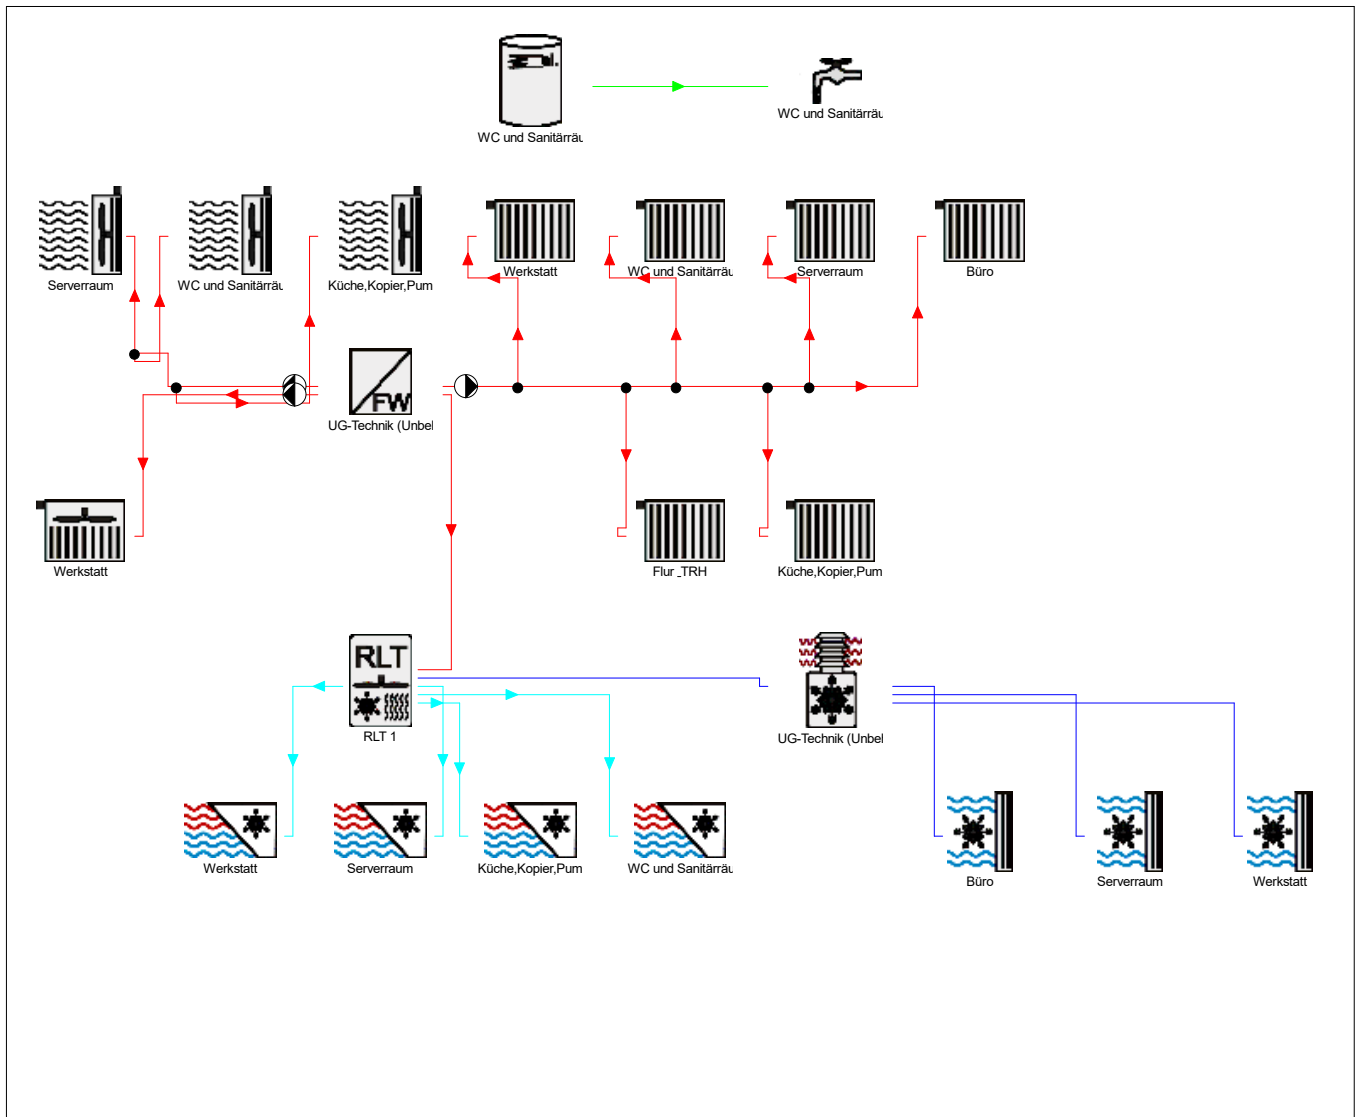 WC und Sanitärräu
WC und Sanitärräu
Serverraum
WC und Sanitärräu
Küche,Kopier,Pum
Werkstatt
WC und Sanitärräu
Serverraum
Büro
FW
UG-Technik (Unbel
Werkstatt
Flur _TRH
Küche,Kopier,Pum
RLT
RLT 1
UG-Technik (Unbel
Werkstatt
Serverraum
Küche,Kopier,Pum
WC und Sanitärräu
Büro
Serverraum
Werkstatt